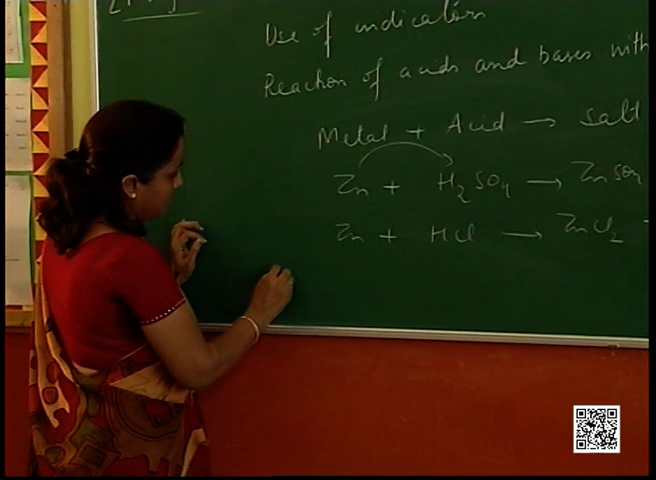 Use of indicators
Reaction of acids and bases with
Metal + Acid → salt
Zn + H₂SO₄ → ZnSO₄
Zn + HCl → ZnCl₂